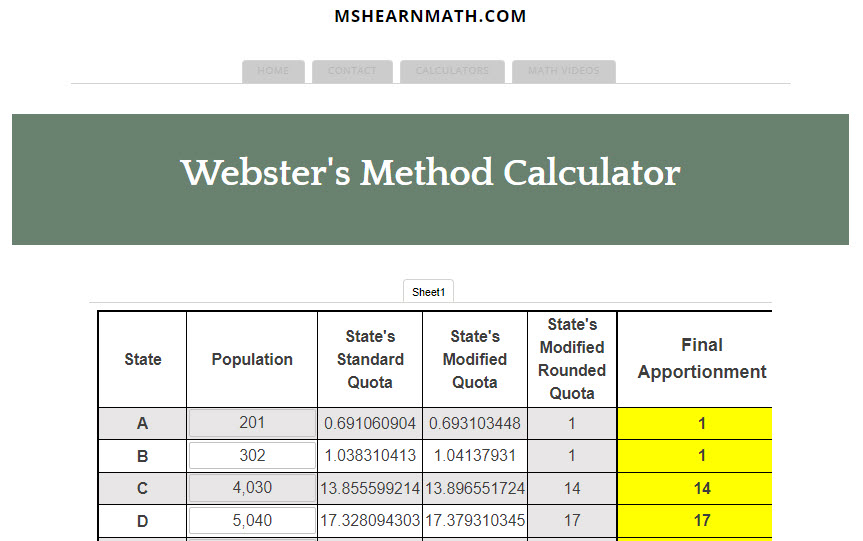 MSHEARNMATH.COM
HOME CONTACT CALCULATORS MATH VIDEOS
Webster's Method Calculator
Sheet1
State Population State's Standard Quota State's Modified Quota State's Modified Rounded Quota Final Apportionment
A 201 0.691060904 0.693103448 1 1
B 302 1.038310413 1.04137931 1 1
C 4,030 13.855599214 13.896551724 14 14
D 5,040 17.328094303 17.379310345 17 17